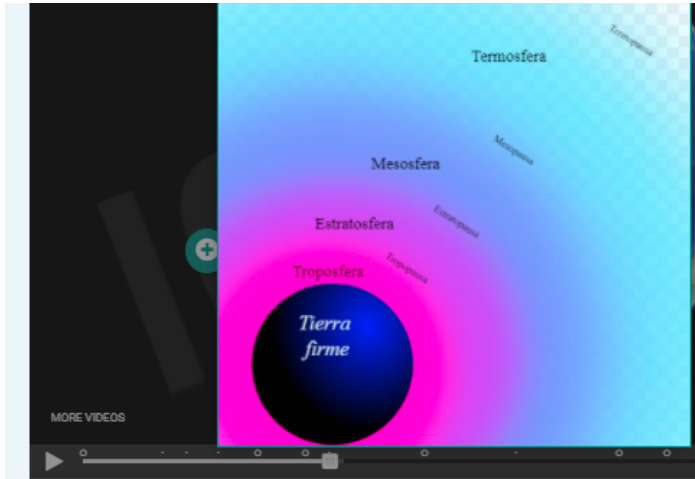 Termopausa
Termosfera
Mesopausa
Mesosfera
Estratopausa
Estratosfera
Tropopausa
Troposfera
Tierra
firme
MORE VIDEOS